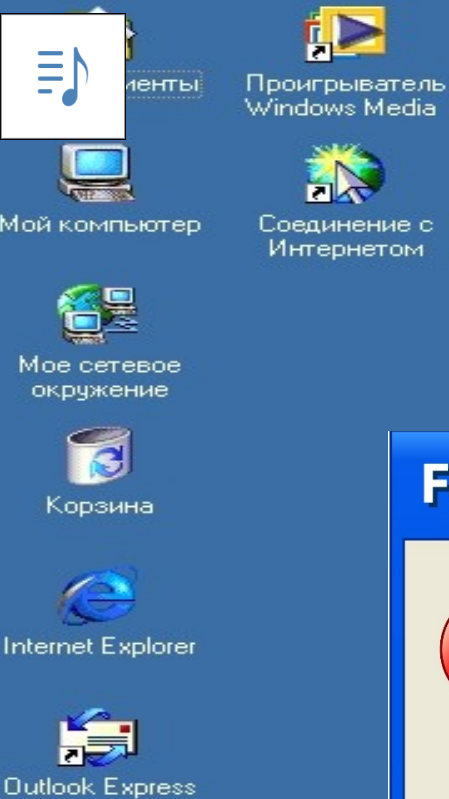 Проигрыватель
Windows Media
Мой компьютер
Соединение с
Интернетом
Мое сетевое
окружение
Корзина
Internet Explorer
Outlook Express